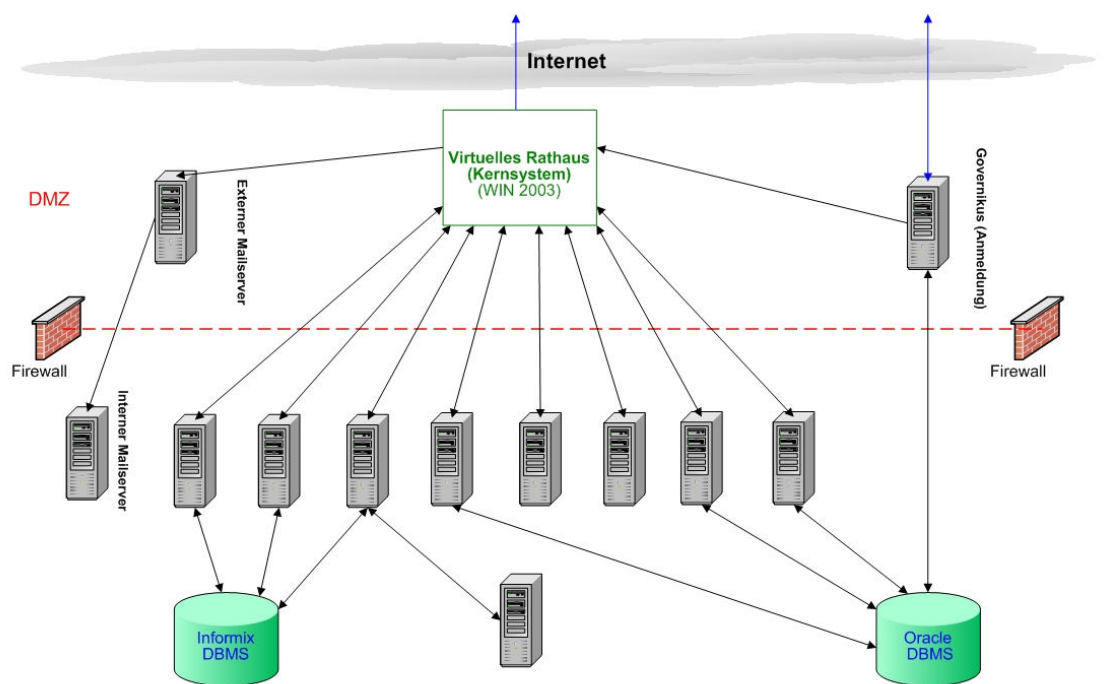 Internet
Virtuelles Rathaus
(Kernsystem)
(WIN 2003)
DMZ
Externer Mailserver
Governikus (Anmeldung)
Firewall
Firewall
Interner Mailserver
Informix
DBMS
Oracle
DBMS